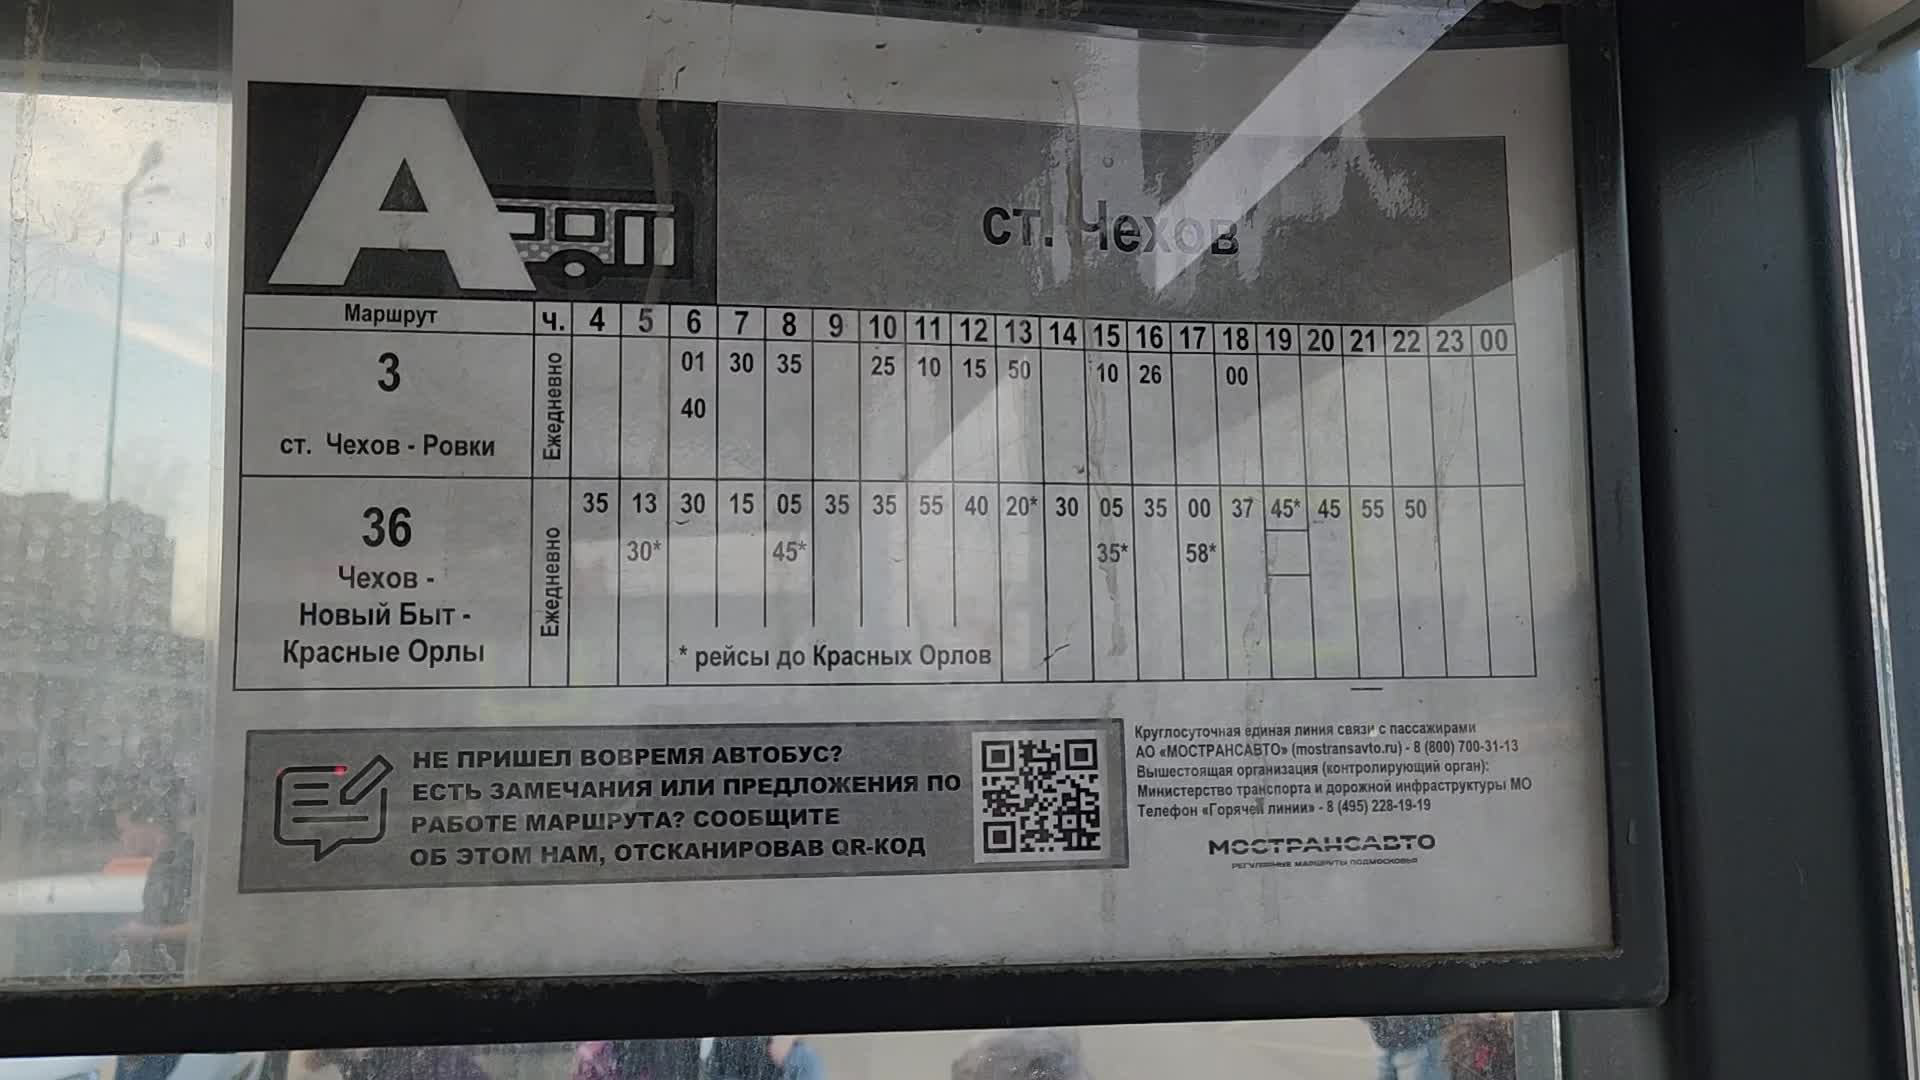 А
ст. Чехов
Маршрут ч. 4 5 6 7 8 9 10 11 12 13 14 15 16 17 18 19 20 21 22 23 00
3 Ежедневно 01 30 35 25 10 15 50 10 26 00
40
ст. Чехов - Ровки
36 Ежедневно 35 13 30 15 05 35 35 55 40 20* 30 05 35 00 37 45* 45 55 50
30* 45* 35* 58*
Чехов -
Новый Быт -
Красные Орлы
* рейсы до Красных Орлов
НЕ ПРИШЕЛ ВОВРЕМЯ АВТОБУС?
ЕСТЬ ЗАМЕЧАНИЯ ИЛИ ПРЕДЛОЖЕНИЯ ПО
РАБОТЕ МАРШРУТА? СООБЩИТЕ
ОБ ЭТОМ НАМ, ОТСКАНИРОВАВ QR-КОД
Круглосуточная единая линия связи с пассажирами
АО «МОСТРАНСАВТО» (mostransavto.ru) - 8 (800) 700-31-13
Вышестоящая организация (контролирующий орган):
Министерство транспорта и дорожной инфраструктуры МО
Телефон «Горячей линии» - 8 (495) 228-19-19
МОСТРАНСАВТО
РЕГУЛЯРНЫЕ МАРШРУТЫ ПОДМОСКОВЬЯ